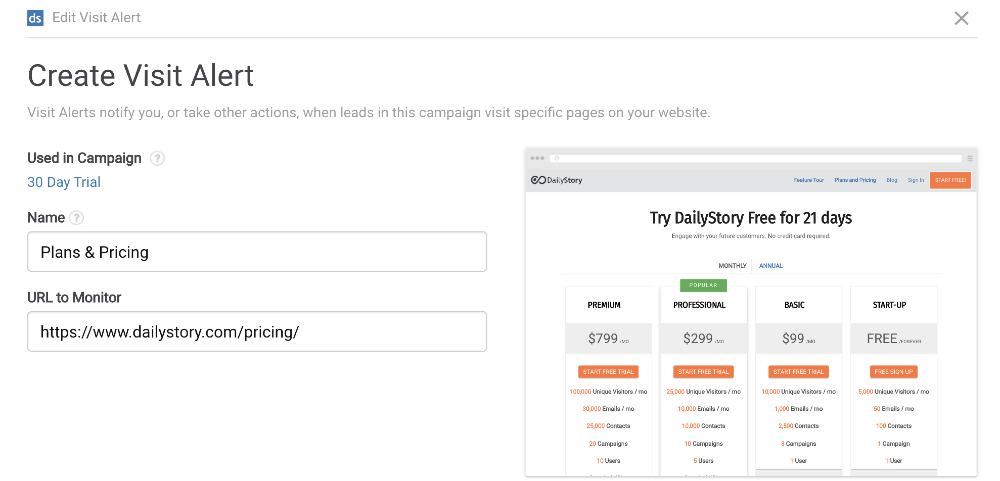 ds Edit Visit Alert
Create Visit Alert
Visit Alerts notify you, or take other actions, when leads in this campaign visit specific pages on your website.
Used in Campaign ?
30 Day Trial
Name ?
Plans & Pricing
URL to Monitor
https://www.dailystory.com/pricing/
DailyStory Feature Tour Plans and Pricing Blog Sign In START FREE!
Try DailyStory Free for 21 days
Engage with your future customers, No credit card required.
MONTHLY ANNUAL
POPULAR
PREMIUM PROFESSIONAL BASIC START-UP
$799 /MO $299 /MO $99 /MO FREE /FOREVER
START FREE TRIAL START FREE TRIAL START FREE TRIAL FREE SIGN UP
100,000 Unique Visitors / mo 25,000 Unique Visitors / mo 10,000 Unique Visitors / mo 5,000 Unique Visitors / mo
30,000 Emails / mo 10,000 Emails / mo 1,000 Emails / mo 50 Emails / mo
25,000 Contacts 10,000 Contacts 2,500 Contacts 100 Contacts
20 Campaigns 10 Campaigns 3 Campaigns 1 Campaign
10 Users 5 Users 1 User 1 User